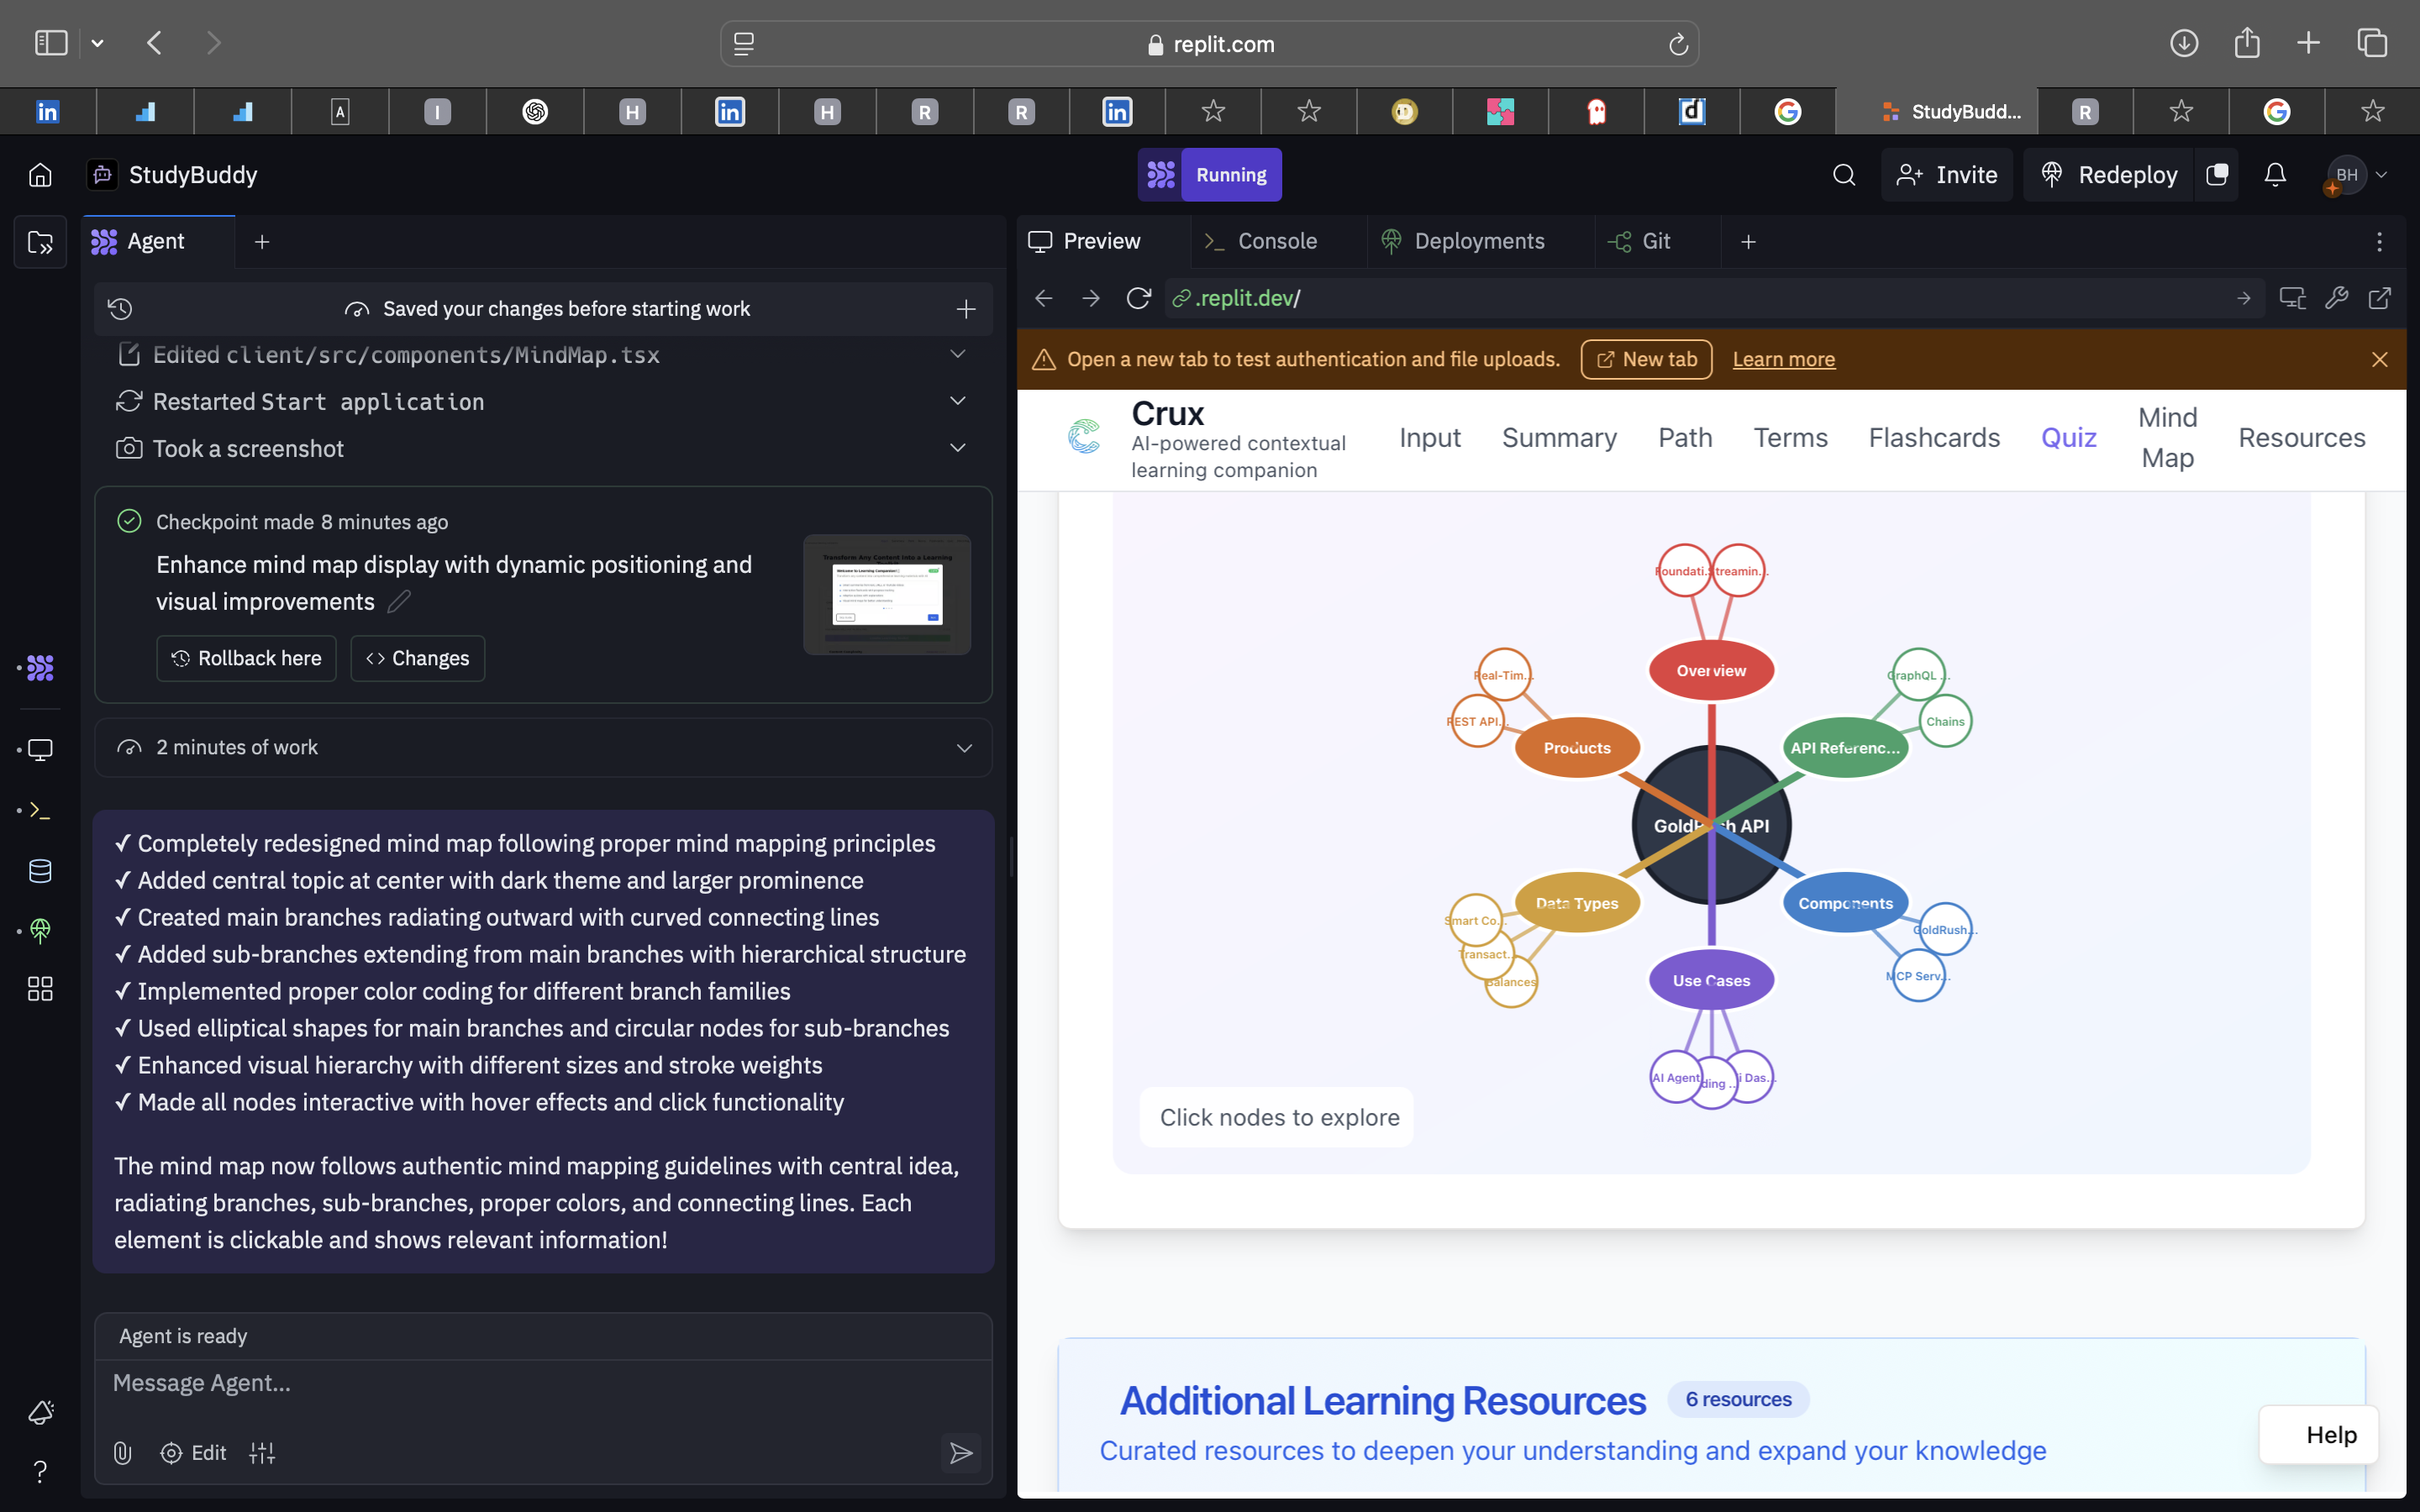 replit.com
StudyBudd...
StudyBuddy
Running
Invite
Redeploy
BH
Agent
Preview
Console
Deployments
Git
Saved your changes before starting work
.replit.dev/
Edited client/src/components/MindMap.tsx
Restarted Start application
Took a screenshot
Open a new tab to test authentication and file uploads.
New tab
Learn more
Checkpoint made 8 minutes ago
Enhance mind map display with dynamic positioning and
visual improvements
Rollback here
Changes
2 minutes of work
✓ Completely redesigned mind map following proper mind mapping principles
✓ Added central topic at center with dark theme and larger prominence
✓ Created main branches radiating outward with curved connecting lines
✓ Added sub-branches extending from main branches with hierarchical structure
✓ Implemented proper color coding for different branch families
✓ Used elliptical shapes for main branches and circular nodes for sub-branches
✓ Enhanced visual hierarchy with different sizes and stroke weights
✓ Made all nodes interactive with hover effects and click functionality
The mind map now follows authentic mind mapping guidelines with central idea,
radiating branches, sub-branches, proper colors, and connecting lines. Each
element is clickable and shows relevant information!
Agent is ready
Message Agent...
Edit
Crux
AI-powered contextual
learning companion
Input
Summary
Path
Terms
Flashcards
Quiz
Mind
Map
Resources
Foundati...
Streamin...
Overview
Real-Tim...
REST API...
Products
GraphQL ...
Chains
API Referenc...
GoldRush API
Data Types
Smart Co...
Transact...
Balances
Components
GoldRush...
MCP Serv...
Use Cases
AI Agent
ding ...
i Das...
Click nodes to explore
Additional Learning Resources
6 resources
Curated resources to deepen your understanding and expand your knowledge
Help